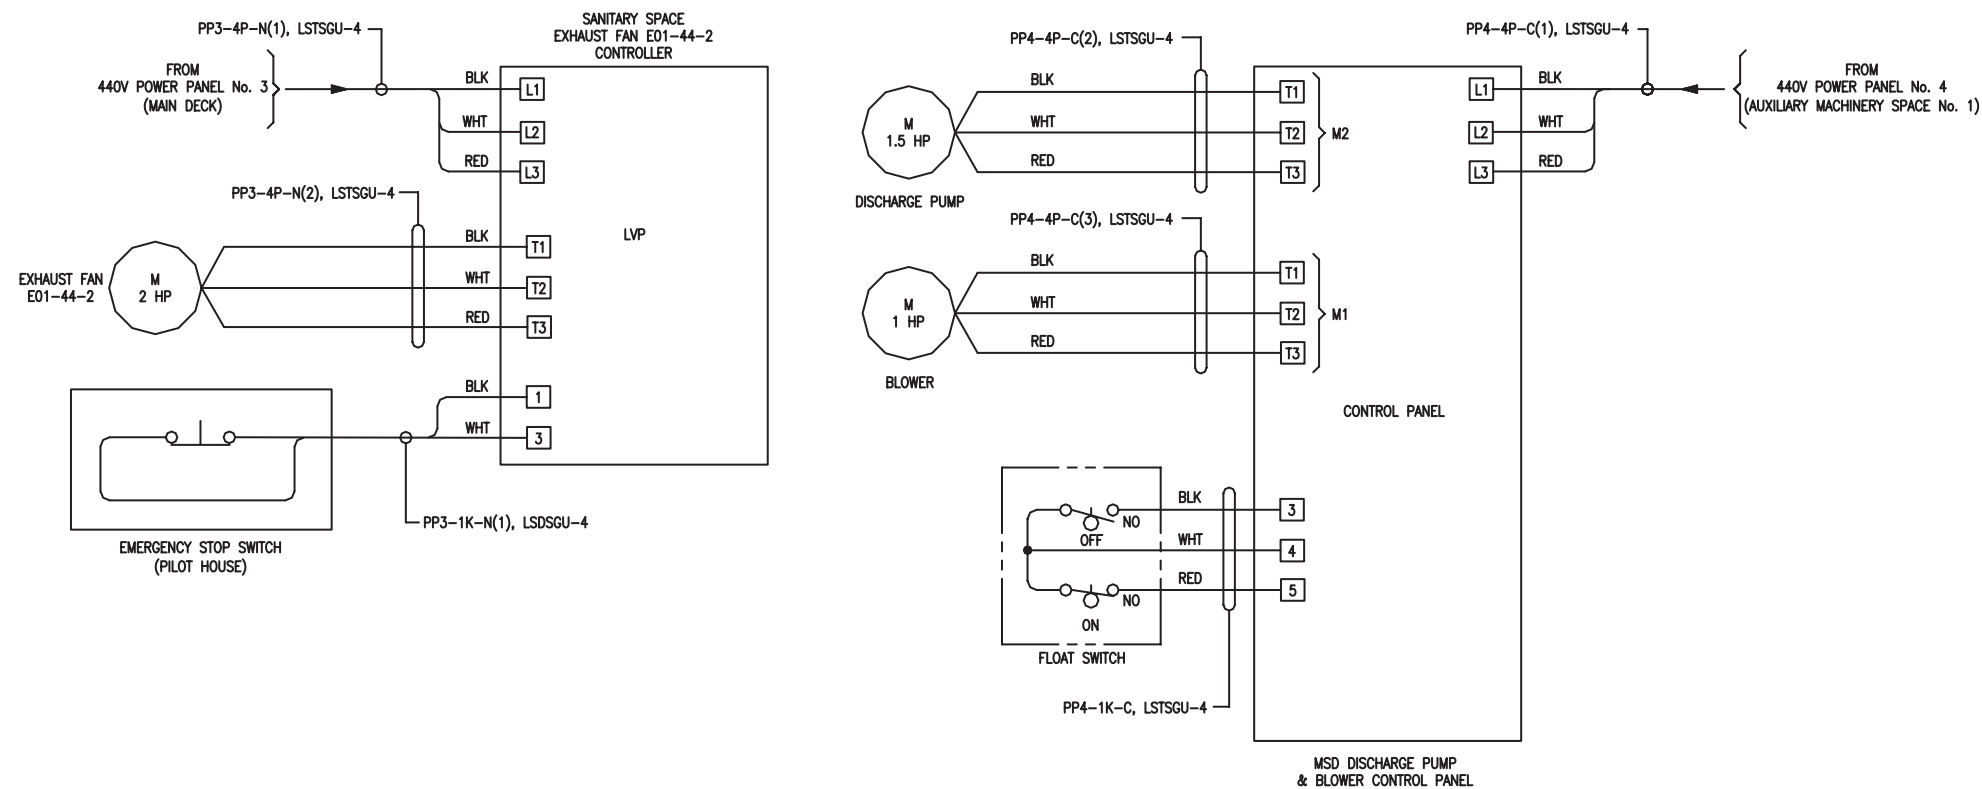 PP3-4P-N(1), LSTSGU-4
SANITARY SPACE
EXHAUST FAN E01-44-2
CONTROLLER
FROM
440V POWER PANEL No. 3
(MAIN DECK)
BLK
L1
WHT
L2
RED
L3
PP3-4P-N(2), LSTSGU-4
LVP
BLK
T1
EXHAUST FAN
E01-44-2
M
2 HP
WHT
T2
RED
T3
BLK
1
WHT
3
PP3-1K-N(1), LSDSGU-4
EMERGENCY STOP SWITCH
(PILOT HOUSE)
PP4-4P-C(2), LSTSGU-4
BLK
T1
M
1.5 HP
WHT
T2
M2
RED
T3
DISCHARGE PUMP
PP4-4P-C(3), LSTSGU-4
BLK
T1
M
1 HP
WHT
T2
M1
RED
T3
BLOWER
PP4-4P-C(1), LSTSGU-4
L1
BLK
L2
WHT
L3
RED
FROM
440V POWER PANEL No. 4
(AUXILIARY MACHINERY SPACE No. 1)
CONTROL PANEL
BLK
3
NO
OFF
WHT
4
RED
5
NO
ON
FLOAT SWITCH
PP4-1K-C, LSTSGU-4
MSD DISCHARGE PUMP
& BLOWER CONTROL PANEL